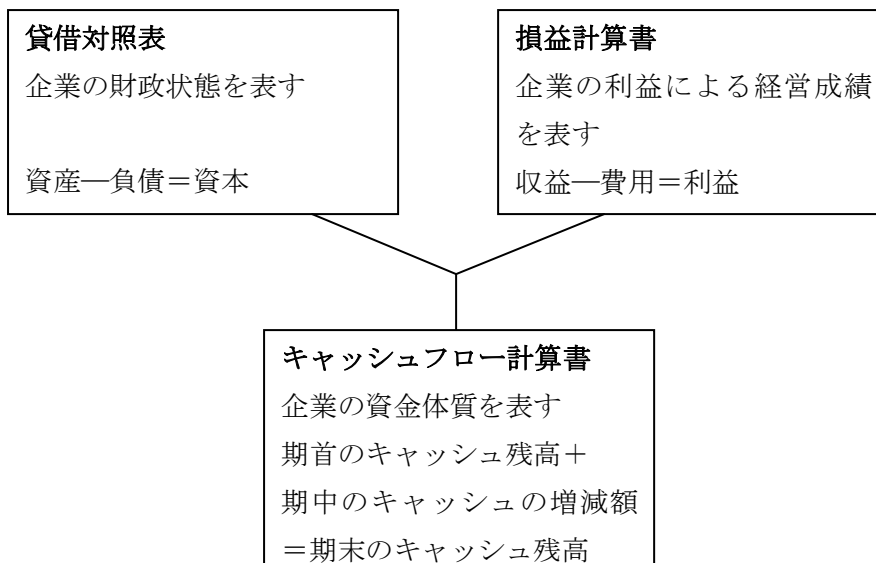 貸借対照表
企業の財政状態を表す
資産―負債＝資本
損益計算書
企業の利益による経営成績
を表す
収益―費用＝利益
キャッシュフロー計算書
企業の資金体質を表す
期首のキャッシュ残高＋
期中のキャッシュの増減額
＝期末のキャッシュ残高